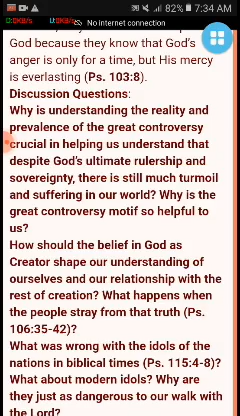 82% 7:34 AM
0:0KB/s U:0KB/s No internet connection
God because they know that God's
anger is only for a time, but His mercy
is everlasting (Ps. 103:8).
Discussion Questions:
Why is understanding the reality and
prevalence of the great controversy
crucial in helping us understand that
despite God's ultimate rulership and
sovereignty, there is still much turmoil
and suffering in our world? Why is the
great controversy motif so helpful to
us?
How should the belief in God as
Creator shape our understanding of
ourselves and our relationship with the
rest of creation? What happens when
the people stray from that truth (Ps.
106:35-42)?
What was wrong with the idols of the
nations in biblical times (Ps. 115:4-8)?
What about modern idols? Why are
they just as dangerous to our walk with
the Lord?